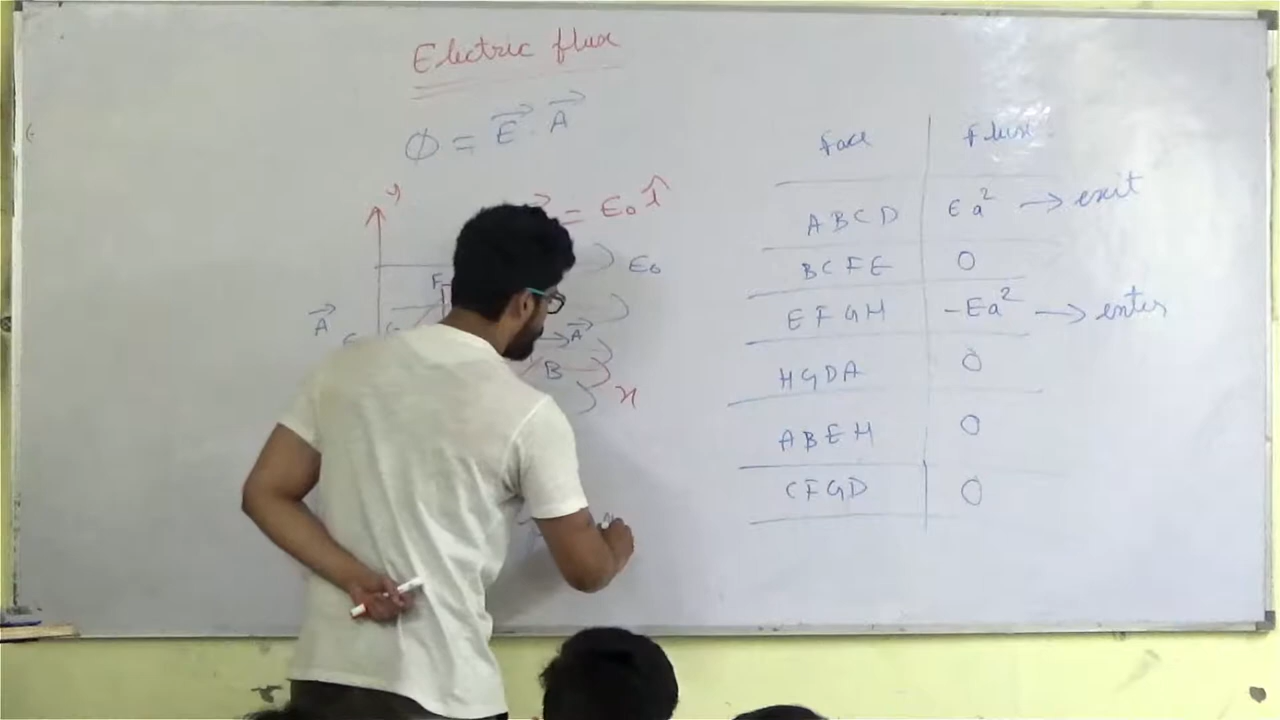 Electric flux
φ = E⃗ . A⃗
y
= E₀ î
E₀
F
A⃗
A⃗
B
x
Face Flux
ABCD Ea² → exit
BCFE 0
EFGH -Ea² → enter
HGDA 0
ABEH 0
CFGD 0